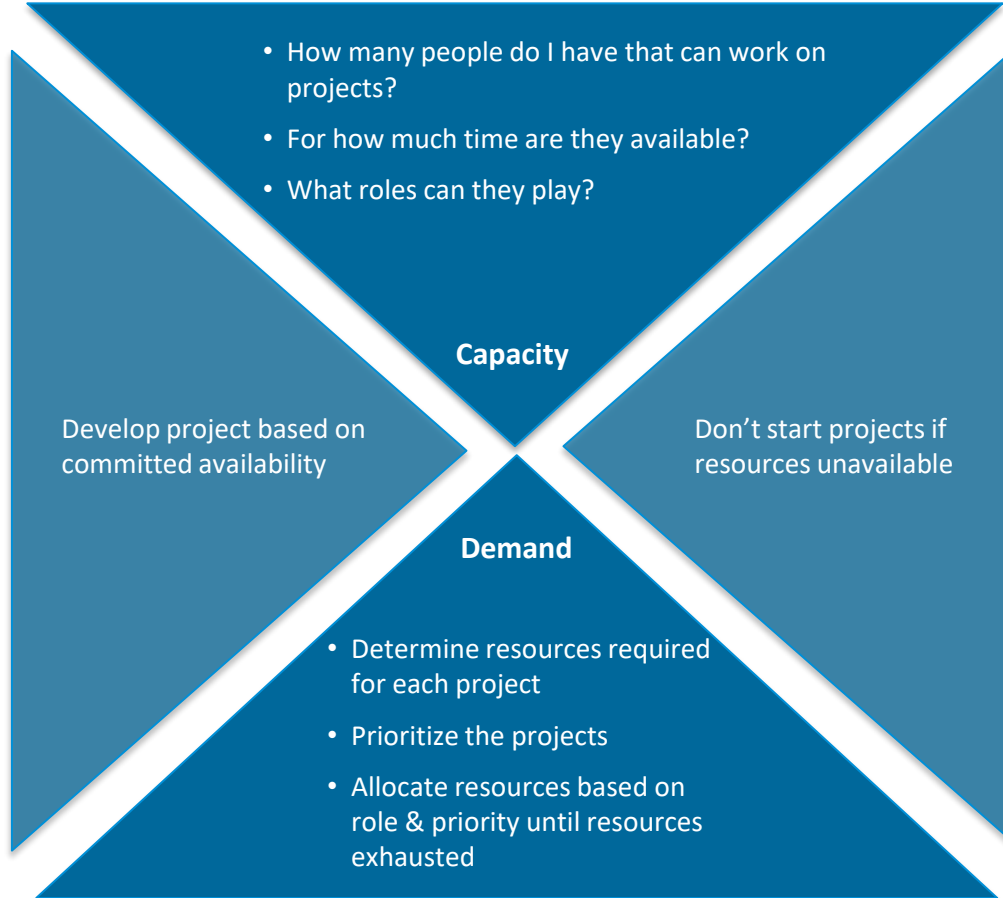 • How many people do I have that can work on
projects?
• For how much time are they available?
• What roles can they play?
Capacity
Develop project based on
committed availability
Don’t start projects if
resources unavailable
Demand
• Determine resources required
for each project
• Prioritize the projects
• Allocate resources based on
role & priority until resources
exhausted